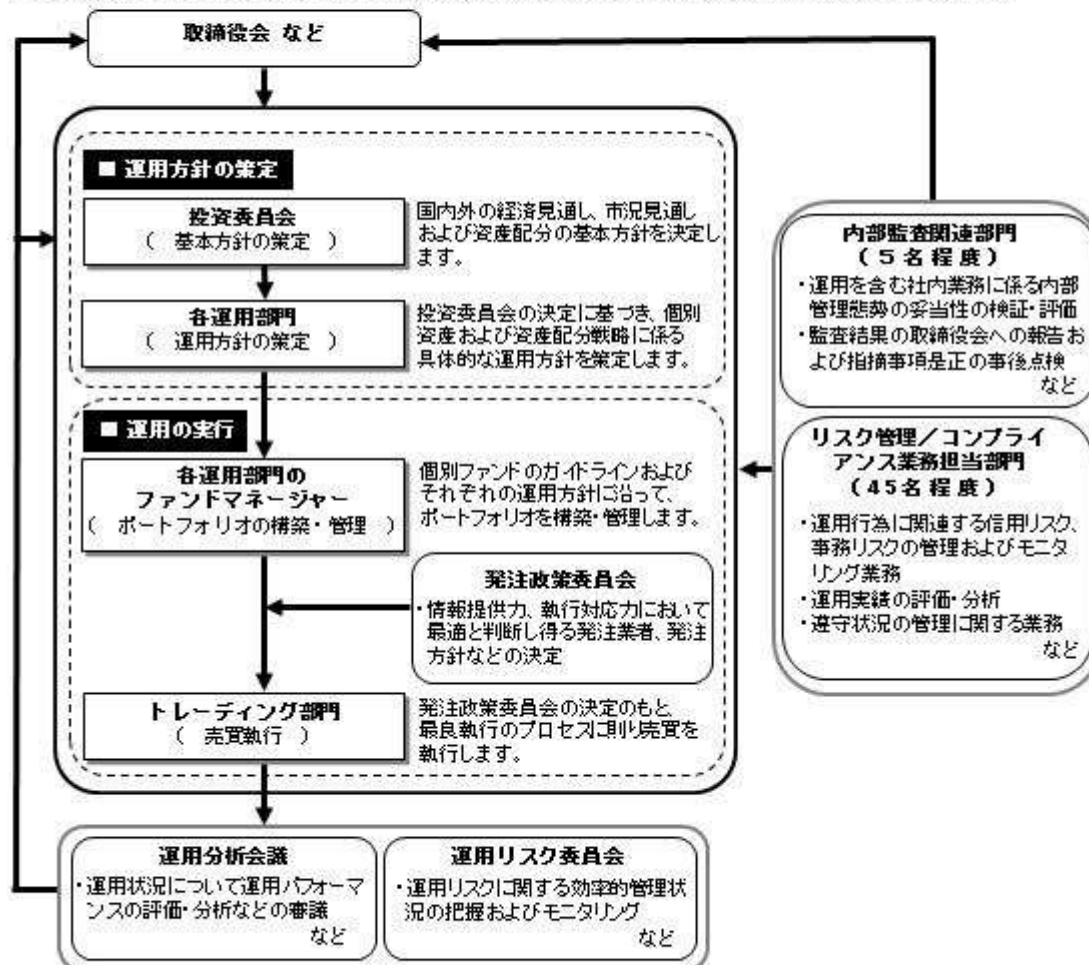 取締役会 など
■ 運用方針の策定
投資委員会
( 基本方針の策定 )
国内外の経済見通し、市況見通し
および資産配分の基本方針を決定し
ます。
各運用部門
( 運用方針の策定 )
投資委員会の決定に基づき、個別
資産および資産配分戦略に係る
具体的な運用方針を策定します。
■ 運用の実行
各運用部門の
ファンドマネージャー
( ポートフォリオの構築・管理 )
個別ファンドのガイドラインおよび
それぞれの運用方針に沿って、
ポートフォリオを構築・管理します。
発注政策委員会
・情報提供力、執行対応力において
最適と判断し得る発注業者、発注
方針などの決定
トレーディング部門
( 売買執行 )
発注政策委員会の決定のもと、
最良執行のプロセスに則り売買を
執行します。
運用分析会議
・運用状況について運用パフォーマ
ンスの評価・分析などの審議
など
運用リスク委員会
・運用リスクに関する効率的管理状
況の把握およびモニタリング
など
内部監査関連部門
(5名程度)
・運用を含む社内業務に係る内部
管理態勢の妥当性の検証・評価
・監査結果の取締役会への報告お
よび指摘事項是正の事後点検
など
リスク管理/コンプライ
アンス業務担当部門
(45名程度)
・運用行為に関連する信用リスク、
事務リスクの管理およびモニタ
リング業務
・運用実績の評価・分析
・遵守状況の管理に関する業務
など